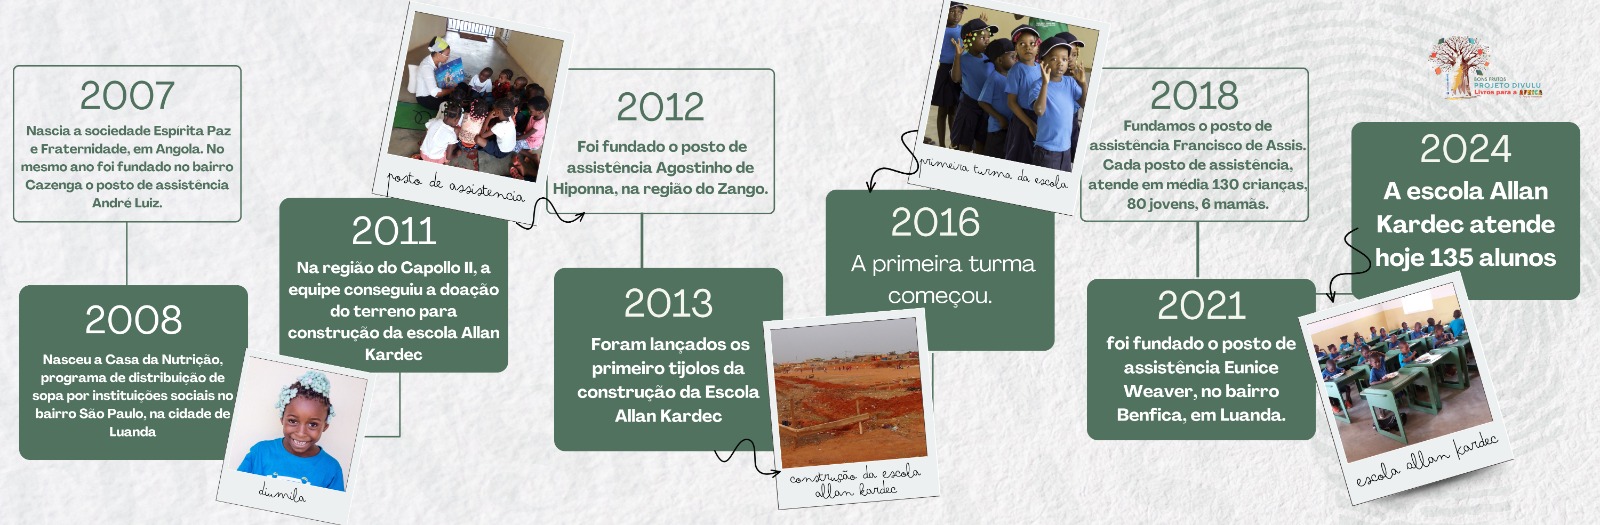 2007
Nascia a sociedade Espírita Paz
e Fraternidade, em Angola. No
mesmo ano foi fundado no bairro
Cazenga o posto de assistência
André Luiz.
2008
Nasceu a Casa da Nutrição,
programa de distribuição de
sopa por instituições sociais no
bairro São Paulo, na cidade de
Luanda
diumila
2011
Na região do Capollo II, a
equipe conseguiu a doação
do terreno para
construção da escola Allan
Kardec
posto de assistencia
2012
Foi fundado o posto de
assistência Agostinho de
Hiponna, na região do Zango.
2013
Foram lançados os
primeiro tijolos da
construção da Escola
Allan Kardec
construção da escola
allan kardec
2016
A primeira turma
começou.
primeira turma da escola
2018
Fundamos o posto de
assistência Francisco de Assis.
Cada posto de assistência,
atende em média 130 crianças,
80 jovens, 6 mamãs.
2021
foi fundado o posto de
assistência Eunice
Weaver, no bairro
Benfica, em Luanda.
2024
A escola Allan
Kardec atende
hoje 135 alunos
escola allan kardec
BONS FRUTOS
PROJETO DIVULU
Livros para a ÁFRICA